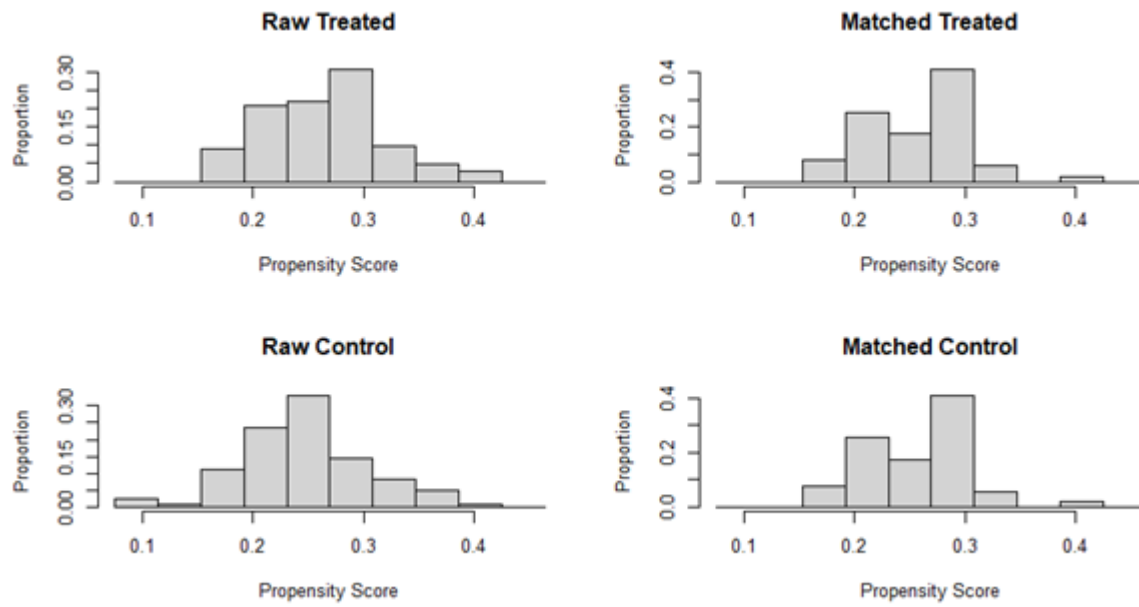 Raw Treated
Proportion
0.00 0.15 0.30
0.1 0.2 0.3 0.4
Propensity Score
Matched Treated
Proportion
0.0 0.2 0.4
0.1 0.2 0.3 0.4
Propensity Score
Raw Control
Proportion
0.00 0.15 0.30
0.1 0.2 0.3 0.4
Propensity Score
Matched Control
Proportion
0.0 0.2 0.4
0.1 0.2 0.3 0.4
Propensity Score